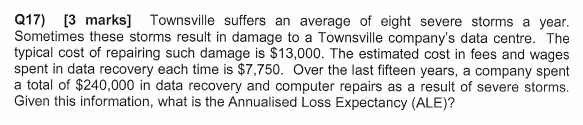 Q17) [3 marks] Townsville suffers an average of eight severe storms a year.
Sometimes these storms result in damage to a Townsville company's data centre. The
typical cost of repairing such damage is $13,000. The estimated cost in fees and wages
spent in data recovery each time is $7,750. Over the last fifteen years, a company spent
a total of $240,000 in data recovery and computer repairs as a result of severe storms.
Given this information, what is the Annualised Loss Expectancy (ALE)?